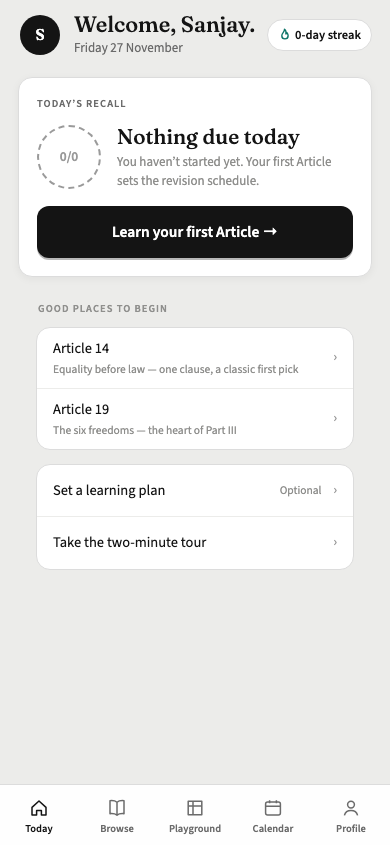 S
Welcome, Sanjay.
Friday 27 November
0-day streak
TODAY'S RECALL
0/0
Nothing due today
You haven't started yet. Your first Article
sets the revision schedule.
Learn your first Article →
GOOD PLACES TO BEGIN
Article 14
Equality before law — one clause, a classic first pick
Article 19
The six freedoms — the heart of Part III
Set a learning plan
Optional
Take the two-minute tour
Today
Browse
Playground
Calendar
Profile